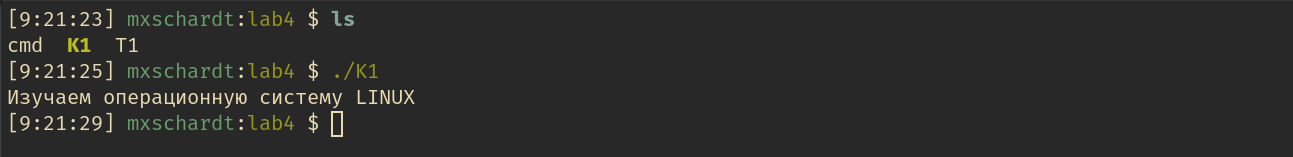 [9:21:23] mxschardt:lab4 $ ls
cmd  K1  T1
[9:21:25] mxschardt:lab4 $ ./K1
Изучаем операционную систему LINUX
[9:21:29] mxschardt:lab4 $